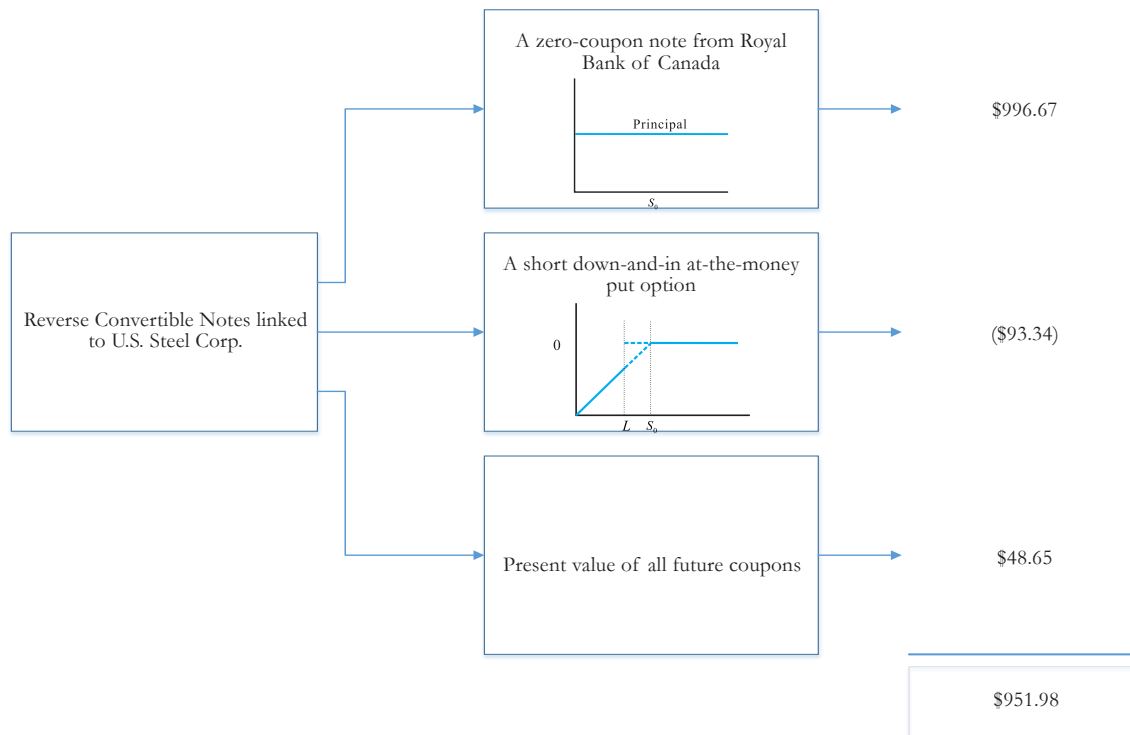 A zero-coupon note from Royal
Bank of Canada
Principal
S₀
$996.67
Reverse Convertible Notes linked
to U.S. Steel Corp.
A short down-and-in at-the-money
put option
0
L S₀
($93.34)
Present value of all future coupons
$48.65
$951.98